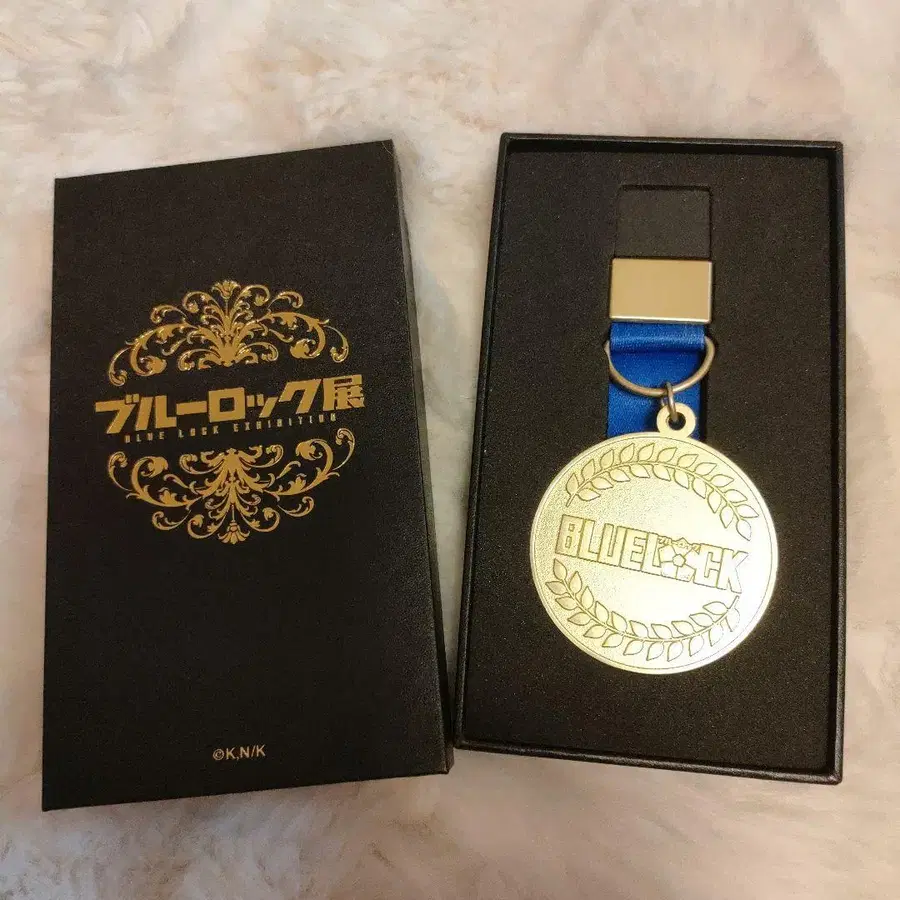 ブルーロック展
BLUE LOCK EXHIBITION
©K,N/K
BLUELOCK